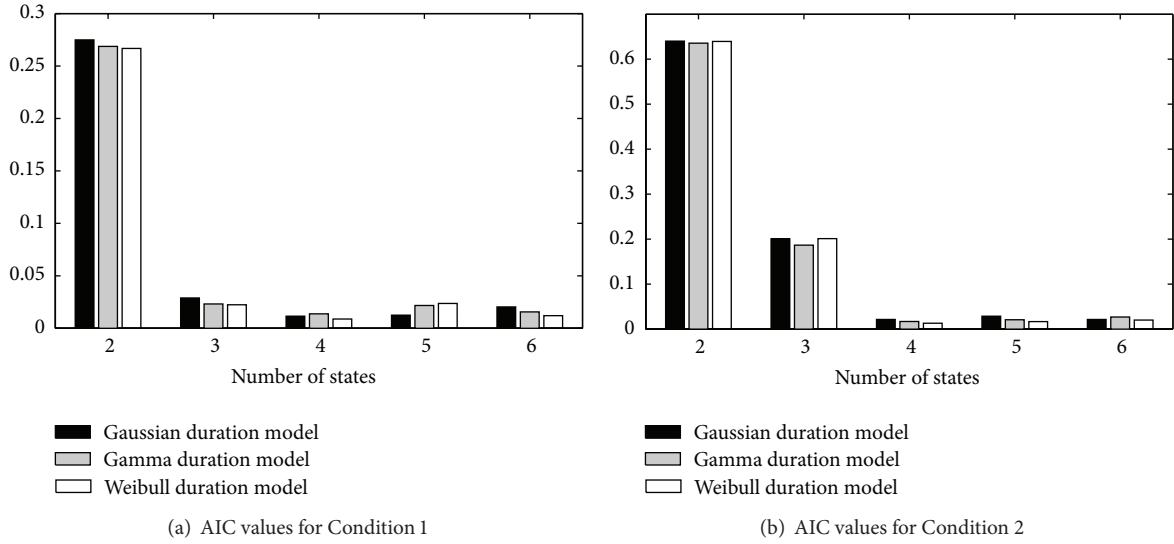 0.3
0.25
0.2
0.15
0.1
0.05
0
2 3 4 5 6
Number of states
Gaussian duration model
Gamma duration model
Weibull duration model
(a) AIC values for Condition 1
0.6
0.5
0.4
0.3
0.2
0.1
0
2 3 4 5 6
Number of states
Gaussian duration model
Gamma duration model
Weibull duration model
(b) AIC values for Condition 2